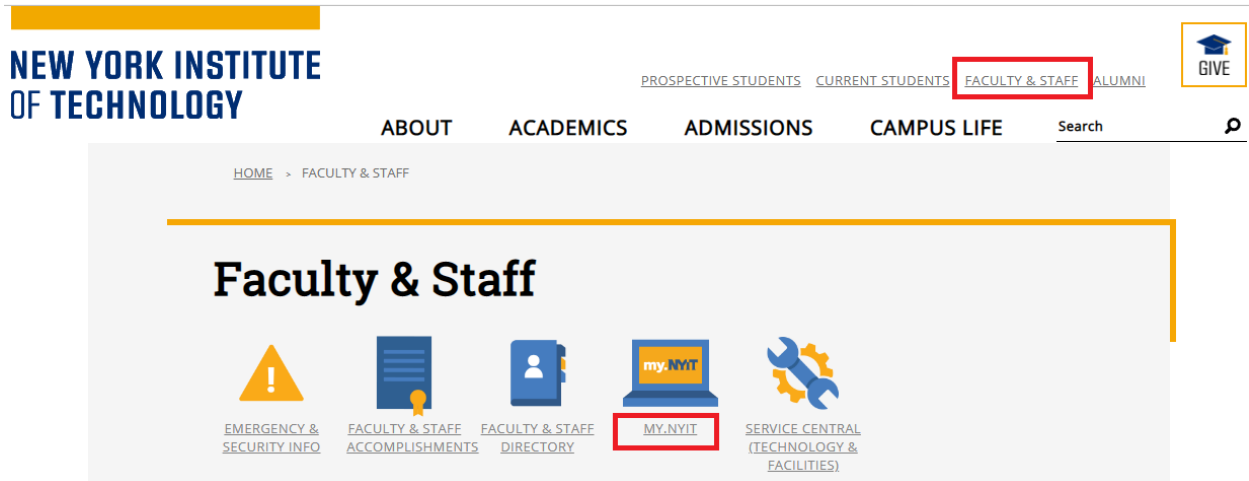 NEW YORK INSTITUTE
OF TECHNOLOGY
PROSPECTIVE STUDENTS CURRENT STUDENTS FACULTY & STAFF ALUMNI
GIVE
ABOUT ACADEMICS ADMISSIONS CAMPUS LIFE Search
HOME > FACULTY & STAFF
Faculty & Staff
my.NYIT
EMERGENCY &
SECURITY INFO
FACULTY & STAFF
ACCOMPLISHMENTS
FACULTY & STAFF
DIRECTORY
MY.NYIT
SERVICE CENTRAL
(TECHNOLOGY &
FACILITIES)